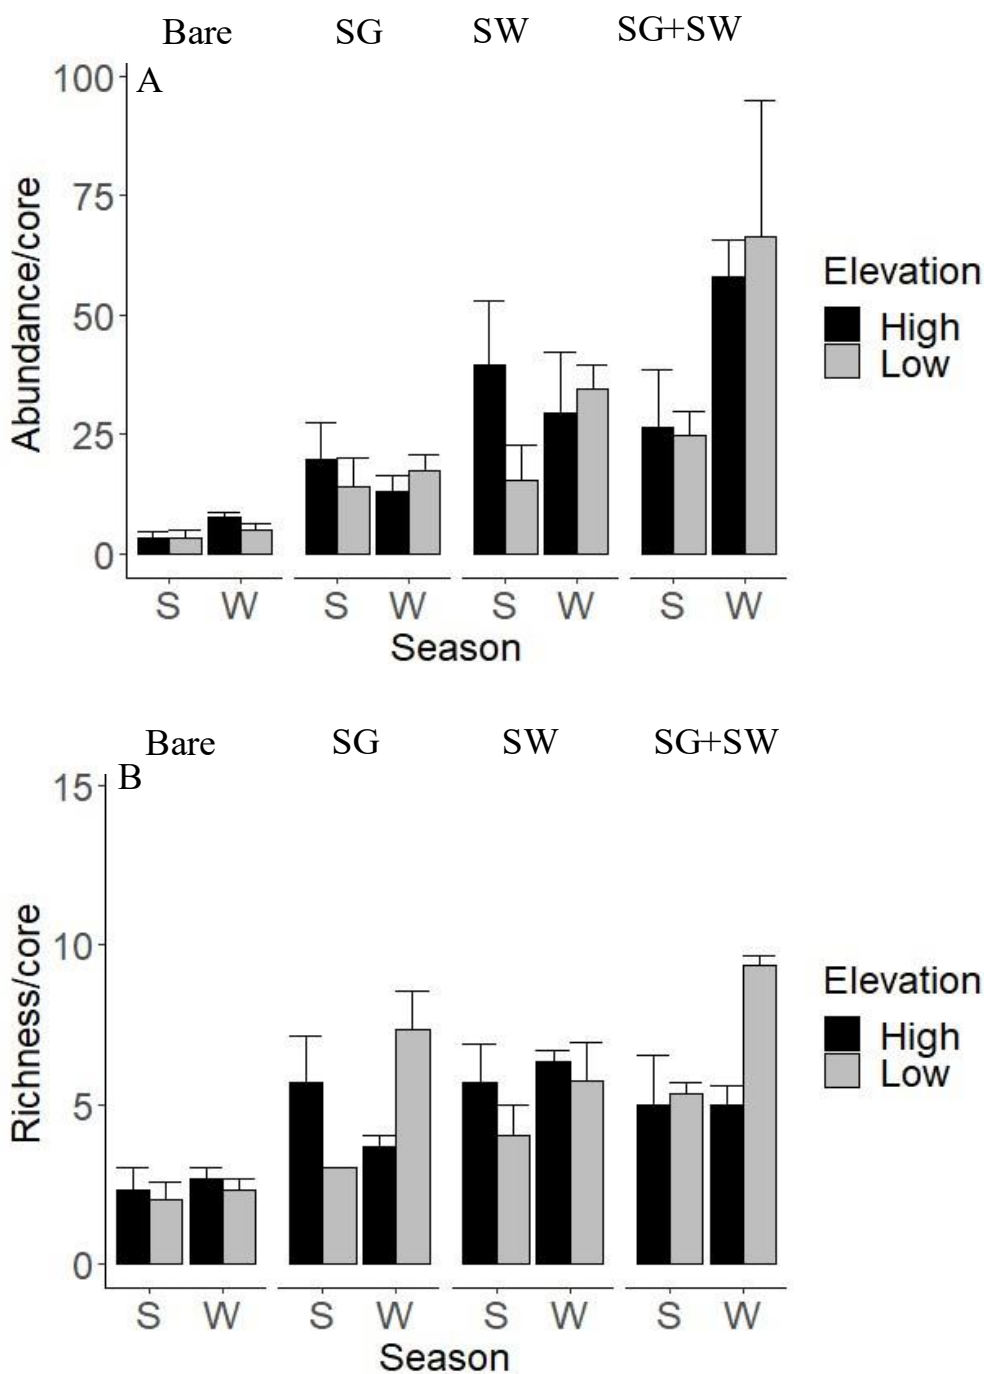 Bare SG SW SG+SW
A
100
75
50
25
0
Abundance/core
S W S W S W S W
Season
Elevation
High
Low
Bare SG SW SG+SW
B
15
10
5
0
Richness/core
S W S W S W S W
Season
Elevation
High
Low